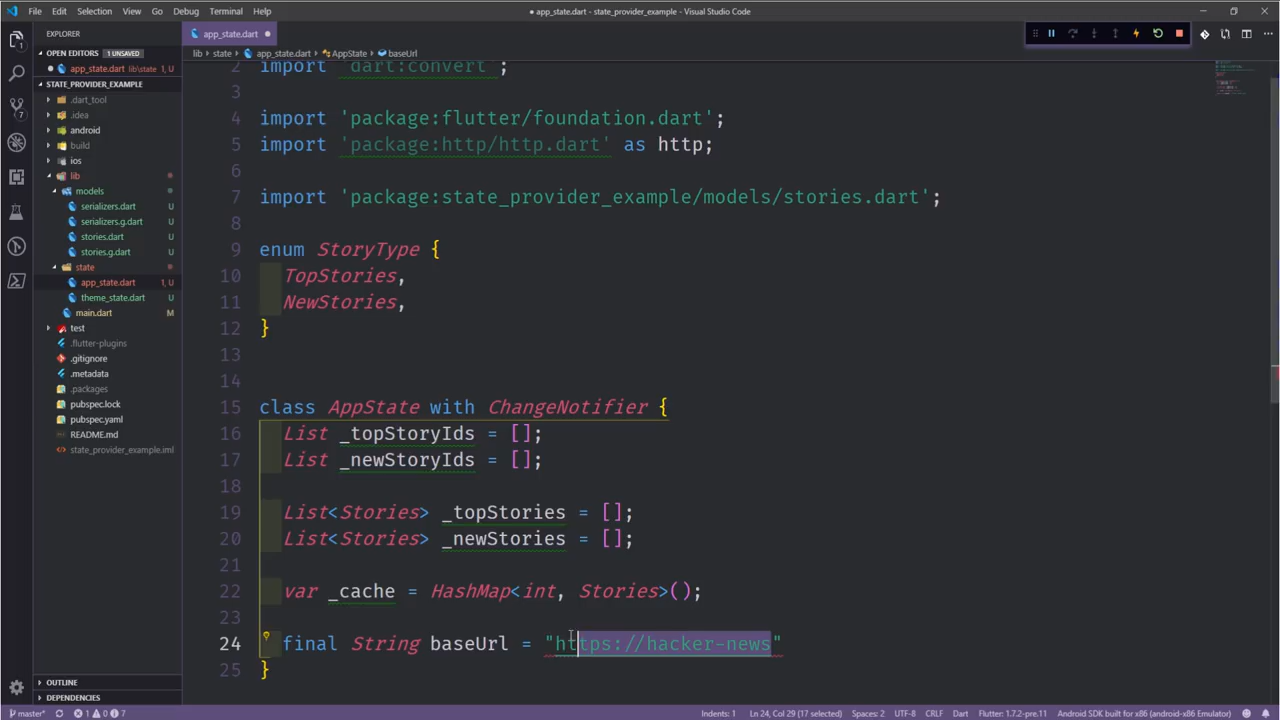 File Edit Selection View Go Debug Terminal Help
● app_state.dart - state_provider_example - Visual Studio Code
EXPLORER
app_state.dart ●
OPEN EDITORS 1 UNSAVED
● app_state.dart lib\state 1, U
STATE_PROVIDER_EXAMPLE
.dart_tool
.idea
android
build
ios
lib
models
serializers.dart U
serializers.g.dart U
stories.dart U
stories.g.dart U
state
app_state.dart 1, U
theme_state.dart U
main.dart M
test
.flutter-plugins
.gitignore
.metadata
.packages
pubspec.lock
pubspec.yaml
README.md
state_provider_example.iml
OUTLINE
DEPENDENCIES
lib › state › app_state.dart › AppState › baseUrl
2 import 'dart:convert';
3
4 import 'package:flutter/foundation.dart';
5 import 'package:http/http.dart' as http;
6
7 import 'package:state_provider_example/models/stories.dart';
8
9 enum StoryType {
10 TopStories,
11 NewStories,
12 }
13
14
15 class AppState with ChangeNotifier {
16 List _topStoryIds = [];
17 List _newStoryIds = [];
18
19 List<Stories> _topStories = [];
20 List<Stories> _newStories = [];
21
22 var _cache = HashMap<int, Stories>();
23
24 final String baseUrl = "https://hacker-news"
25 }
master* 1 0 7 Indents: 1 Ln 24, Col 29 (17 selected) Spaces: 2 UTF-8 CRLF Dart Flutter: 1.7.2-pre.11 Android SDK built for x86 (android-x86 Emulator)